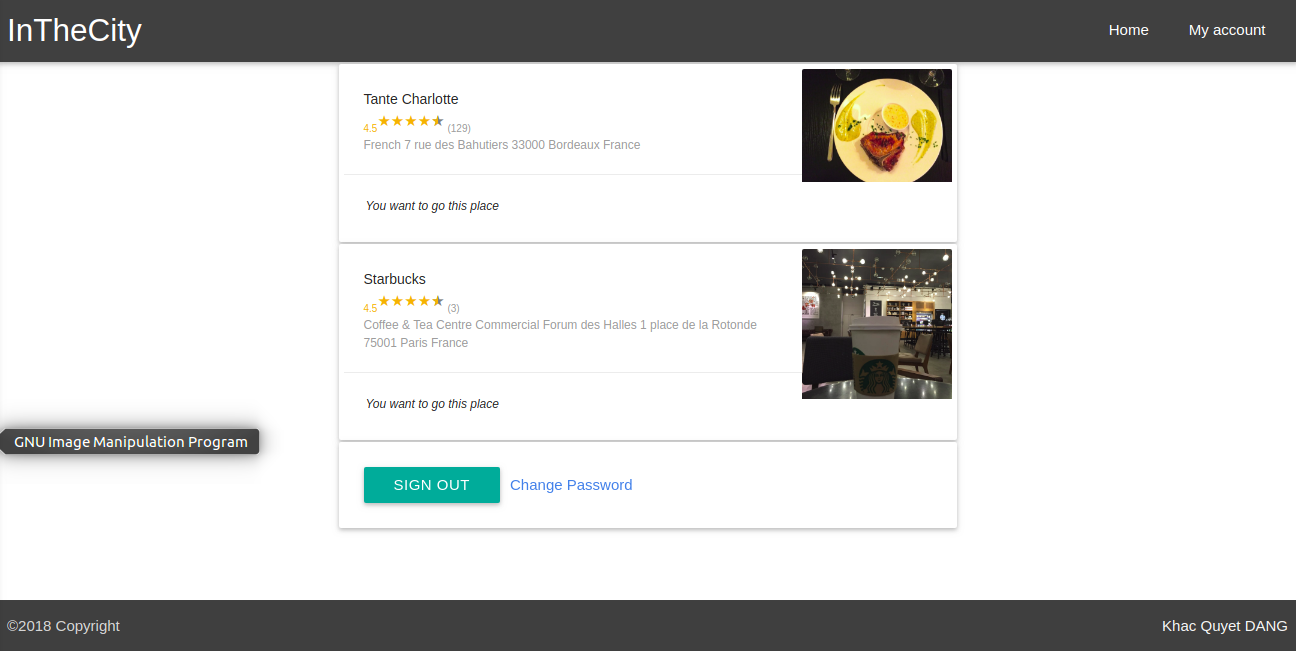 InTheCity
Home
My account
Tante Charlotte
4.5 ★★★★ (129)
French 7 rue des Bahutiers 33000 Bordeaux France
You want to go this place
Starbucks
4.5 ★★★★ (3)
Coffee & Tea Centre Commercial Forum des Halles 1 place de la Rotonde
75001 Paris France
You want to go this place
GNU Image Manipulation Program
SIGN OUT
Change Password
©2018 Copyright
Khac Quyet DANG